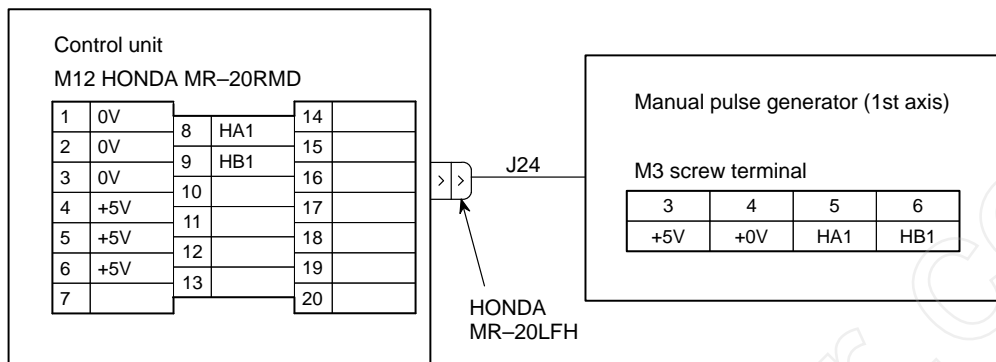 Control unit
M12 HONDA MR–20RMD
1 0V 8 HA1 14
2 0V 9 HB1 15
3 0V 10 16
4 +5V 11 17
5 +5V 12 18
6 +5V 13 19
7 20
> >
J24
HONDA
MR–20LFH
Manual pulse generator (1st axis)
M3 screw terminal
3 4 5 6
+5V +0V HA1 HB1